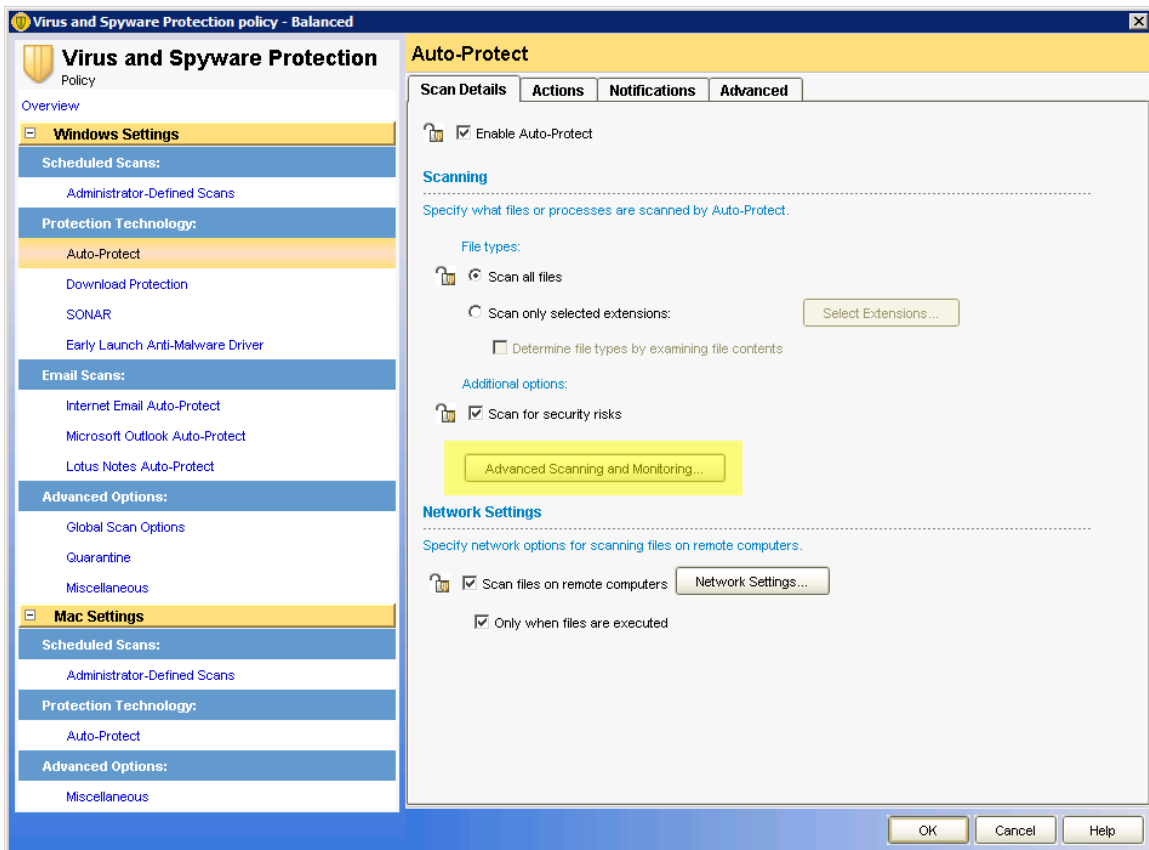 Virus and Spyware Protection policy - Balanced
Virus and Spyware Protection
Policy
Overview
Windows Settings
Scheduled Scans:
Administrator-Defined Scans
Protection Technology:
Auto-Protect
Download Protection
SONAR
Early Launch Anti-Malware Driver
Email Scans:
Internet Email Auto-Protect
Microsoft Outlook Auto-Protect
Lotus Notes Auto-Protect
Advanced Options:
Global Scan Options
Quarantine
Miscellaneous
Mac Settings
Scheduled Scans:
Administrator-Defined Scans
Protection Technology:
Auto-Protect
Advanced Options:
Miscellaneous
Auto-Protect
Scan Details Actions Notifications Advanced
Enable Auto-Protect
Scanning
Specify what files or processes are scanned by Auto-Protect.
File types:
Scan all files
Scan only selected extensions: Select Extensions...
Determine file types by examining file contents
Additional options:
Scan for security risks
Advanced Scanning and Monitoring...
Network Settings
Specify network options for scanning files on remote computers.
Scan files on remote computers Network Settings...
Only when files are executed
OK Cancel Help